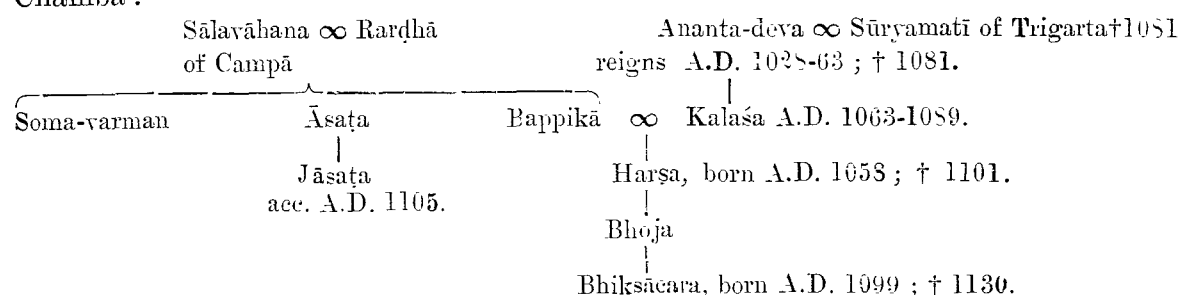 Sālavāhana ∞ Rardhā Ananta-deva ∞ Sūryamatī of Trigarta†1081
of Campā reigns A.D. 1028-63 ; † 1081.
Soma-varman Āsaṭa Bappikā ∞ Kalaśa A.D. 1063-1089.
Jāsaṭa Harṣa, born A.D. 1058 ; † 1101.
acc. A.D. 1105.
Bhoja
Bhikṣācara, born A.D. 1099 ; † 1130.